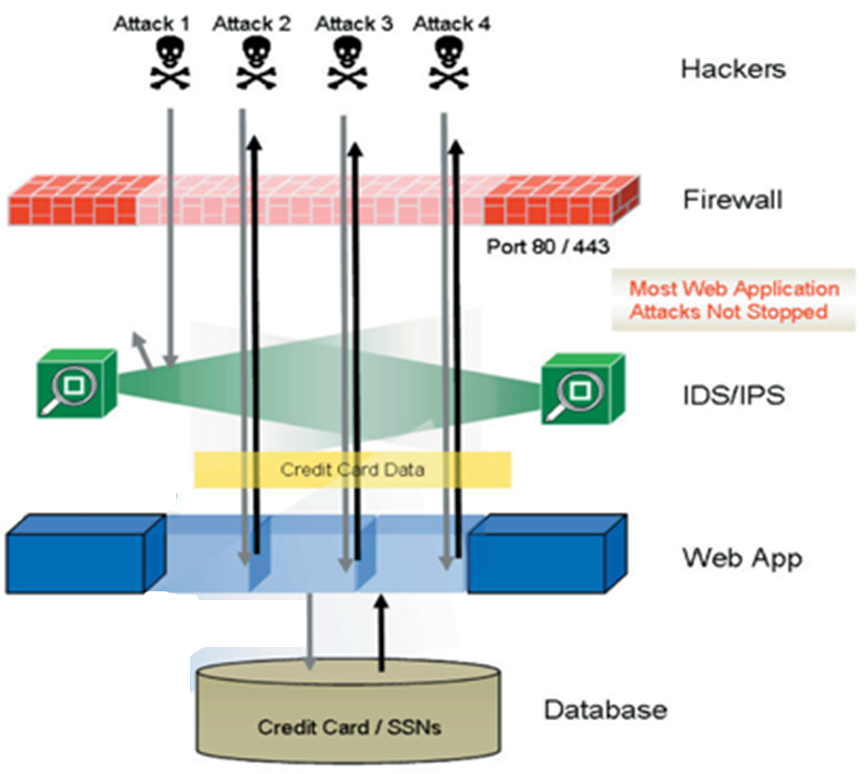 Attack 1 Attack 2 Attack 3 Attack 4
Hackers
Firewall
Port 80 / 443
Most Web Application
Attacks Not Stopped
IDS/IPS
Credit Card Data
Web App
Database
Credit Card / SSNs